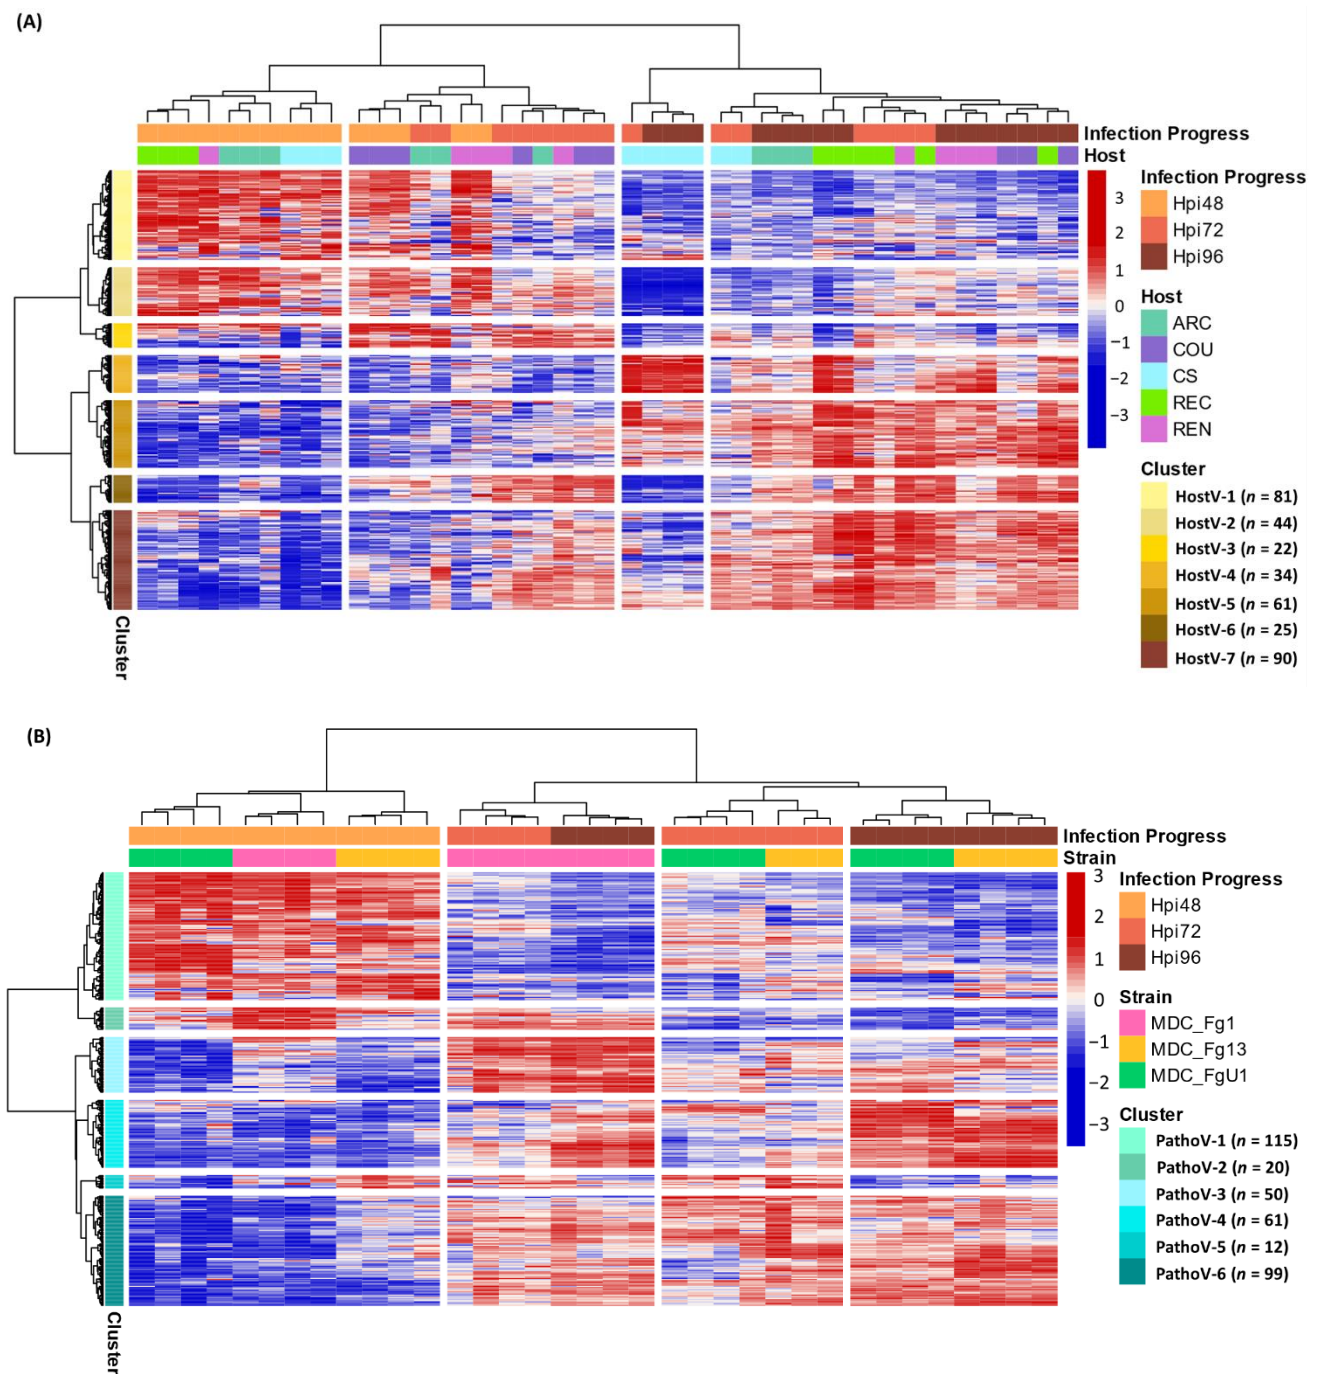 (A)
Infection Progress
Host
3
2
1
0
−1
−2
−3
Infection Progress
Hpi48
Hpi72
Hpi96
Host
ARC
COU
CS
REC
REN
Cluster
HostV-1 (n = 81)
HostV-2 (n = 44)
HostV-3 (n = 22)
HostV-4 (n = 34)
HostV-5 (n = 61)
HostV-6 (n = 25)
HostV-7 (n = 90)
Cluster
(B)
Infection Progress
Strain
3
2
1
0
−1
−2
−3
Infection Progress
Hpi48
Hpi72
Hpi96
Strain
MDC_Fg1
MDC_Fg13
MDC_FgU1
Cluster
PathoV-1 (n = 115)
PathoV-2 (n = 20)
PathoV-3 (n = 50)
PathoV-4 (n = 61)
PathoV-5 (n = 12)
PathoV-6 (n = 99)
Cluster